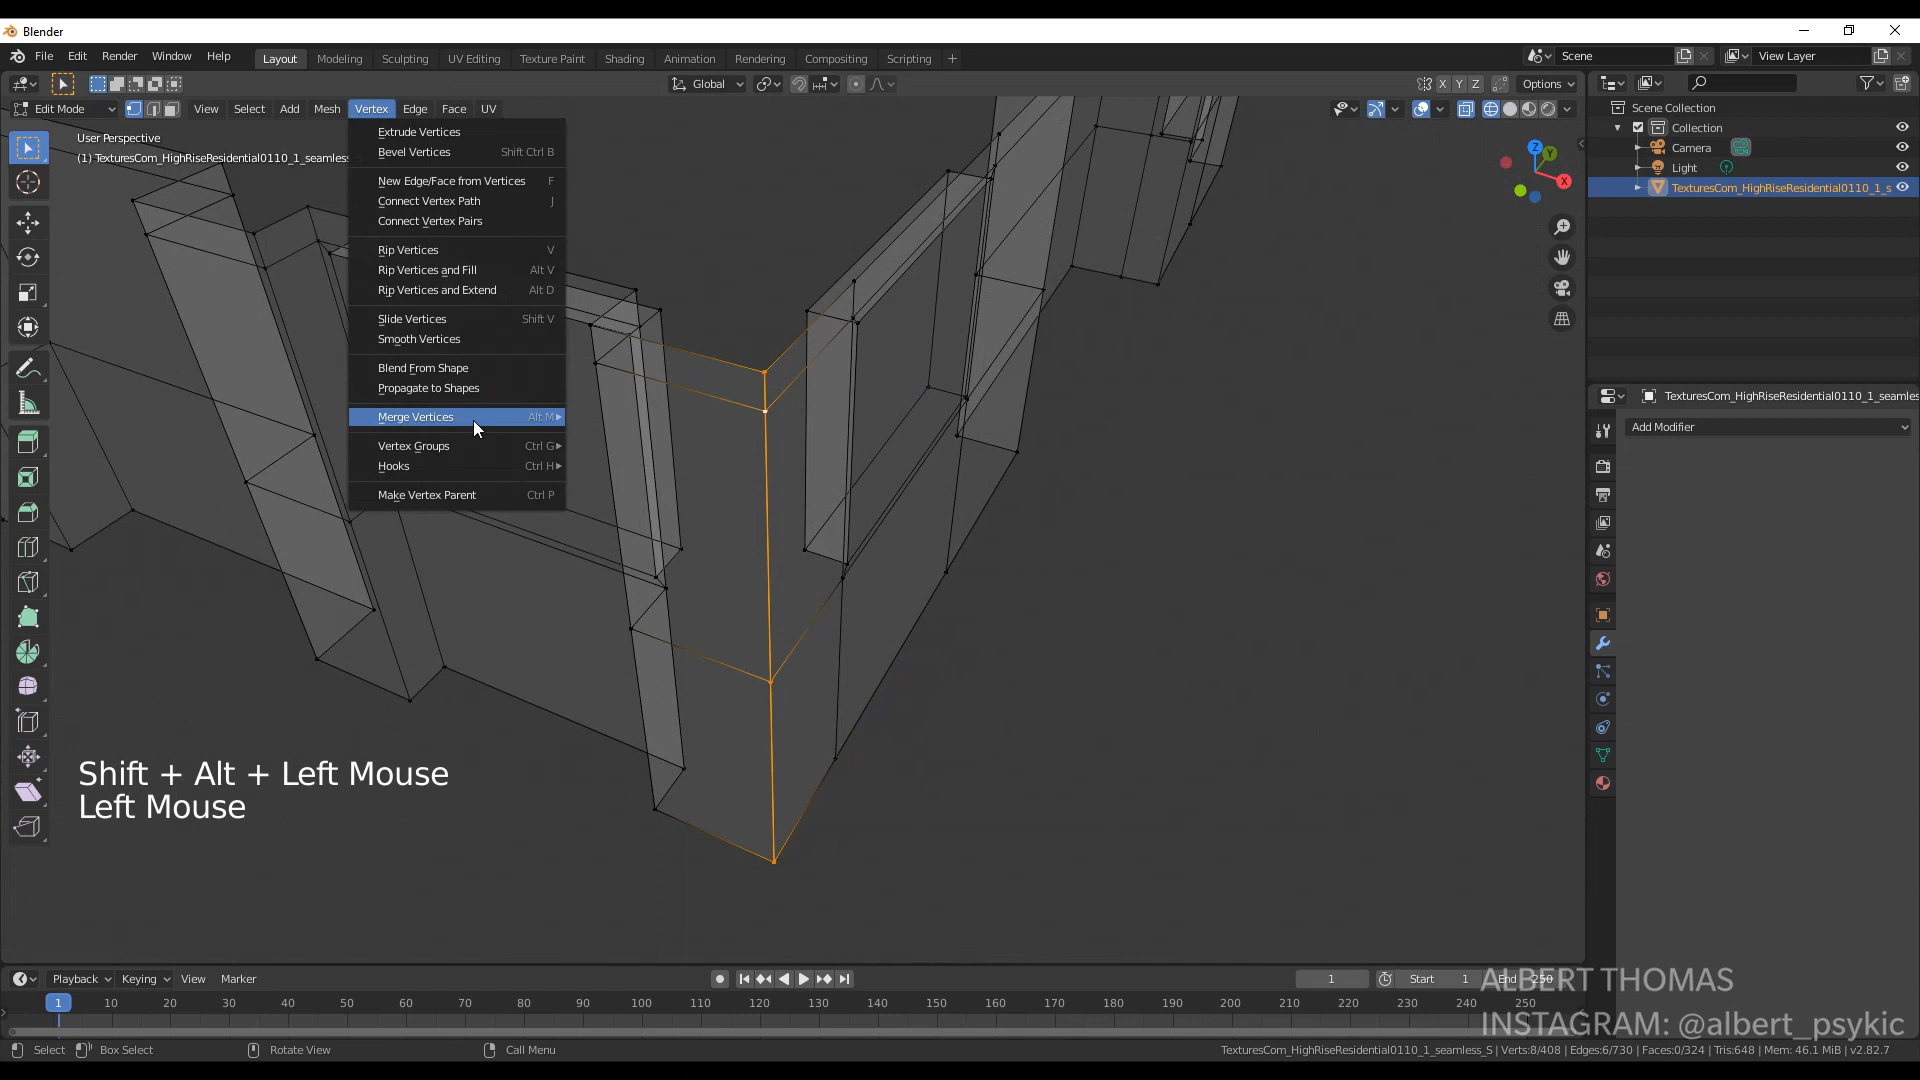 Blender
File Edit Render Window Help Layout Modeling Sculpting UV Editing Texture Paint Shading Animation Rendering Compositing Scripting + Scene View Layer
Global X Y Z Options
Edit Mode View Select Add Mesh Vertex Edge Face UV
User Perspective
(1) TexturesCom_HighRiseResidential0110_1_seamless
Extrude Vertices
Bevel Vertices Shift Ctrl B
New Edge/Face from Vertices F
Connect Vertex Path J
Connect Vertex Pairs
Rip Vertices V
Rip Vertices and Fill Alt V
Rip Vertices and Extend Alt D
Slide Vertices Shift V
Smooth Vertices
Blend From Shape
Propagate to Shapes
Merge Vertices Alt M
Vertex Groups Ctrl G
Hooks Ctrl H
Make Vertex Parent Ctrl P
Z
Y
X
Scene Collection
Collection
Camera
Light
TexturesCom_HighRiseResidential0110_1_s
TexturesCom_HighRiseResidential0110_1_seamles
Add Modifier
Shift + Alt + Left Mouse
Left Mouse
Playback Keying View Marker 1 Start 1 End 250
ALBERT THOMAS
1 10 20 30 40 50 60 70 80 90 100 110 120 130 140 150 160 170 180 190 200 210 220 230 240 250
INSTAGRAM: @albert_psykic
Select Box Select Rotate View Call Menu TexturesCom_HighRiseResidential0110_1_seamless_S | Verts:8/408 | Edges:6/730 | Faces:0/324 | Tris:648 | Mem: 46.1 MiB | v2.82.7